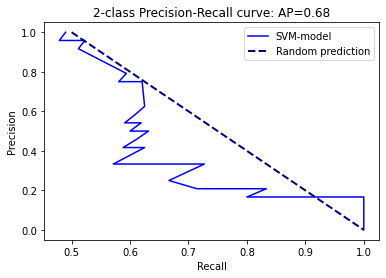 2-class Precision-Recall curve: AP=0.68
SVM-model
Random prediction
1.0
0.8
0.6
0.4
0.2
0.0
Precision
0.5
0.6
0.7
0.8
0.9
1.0
Recall